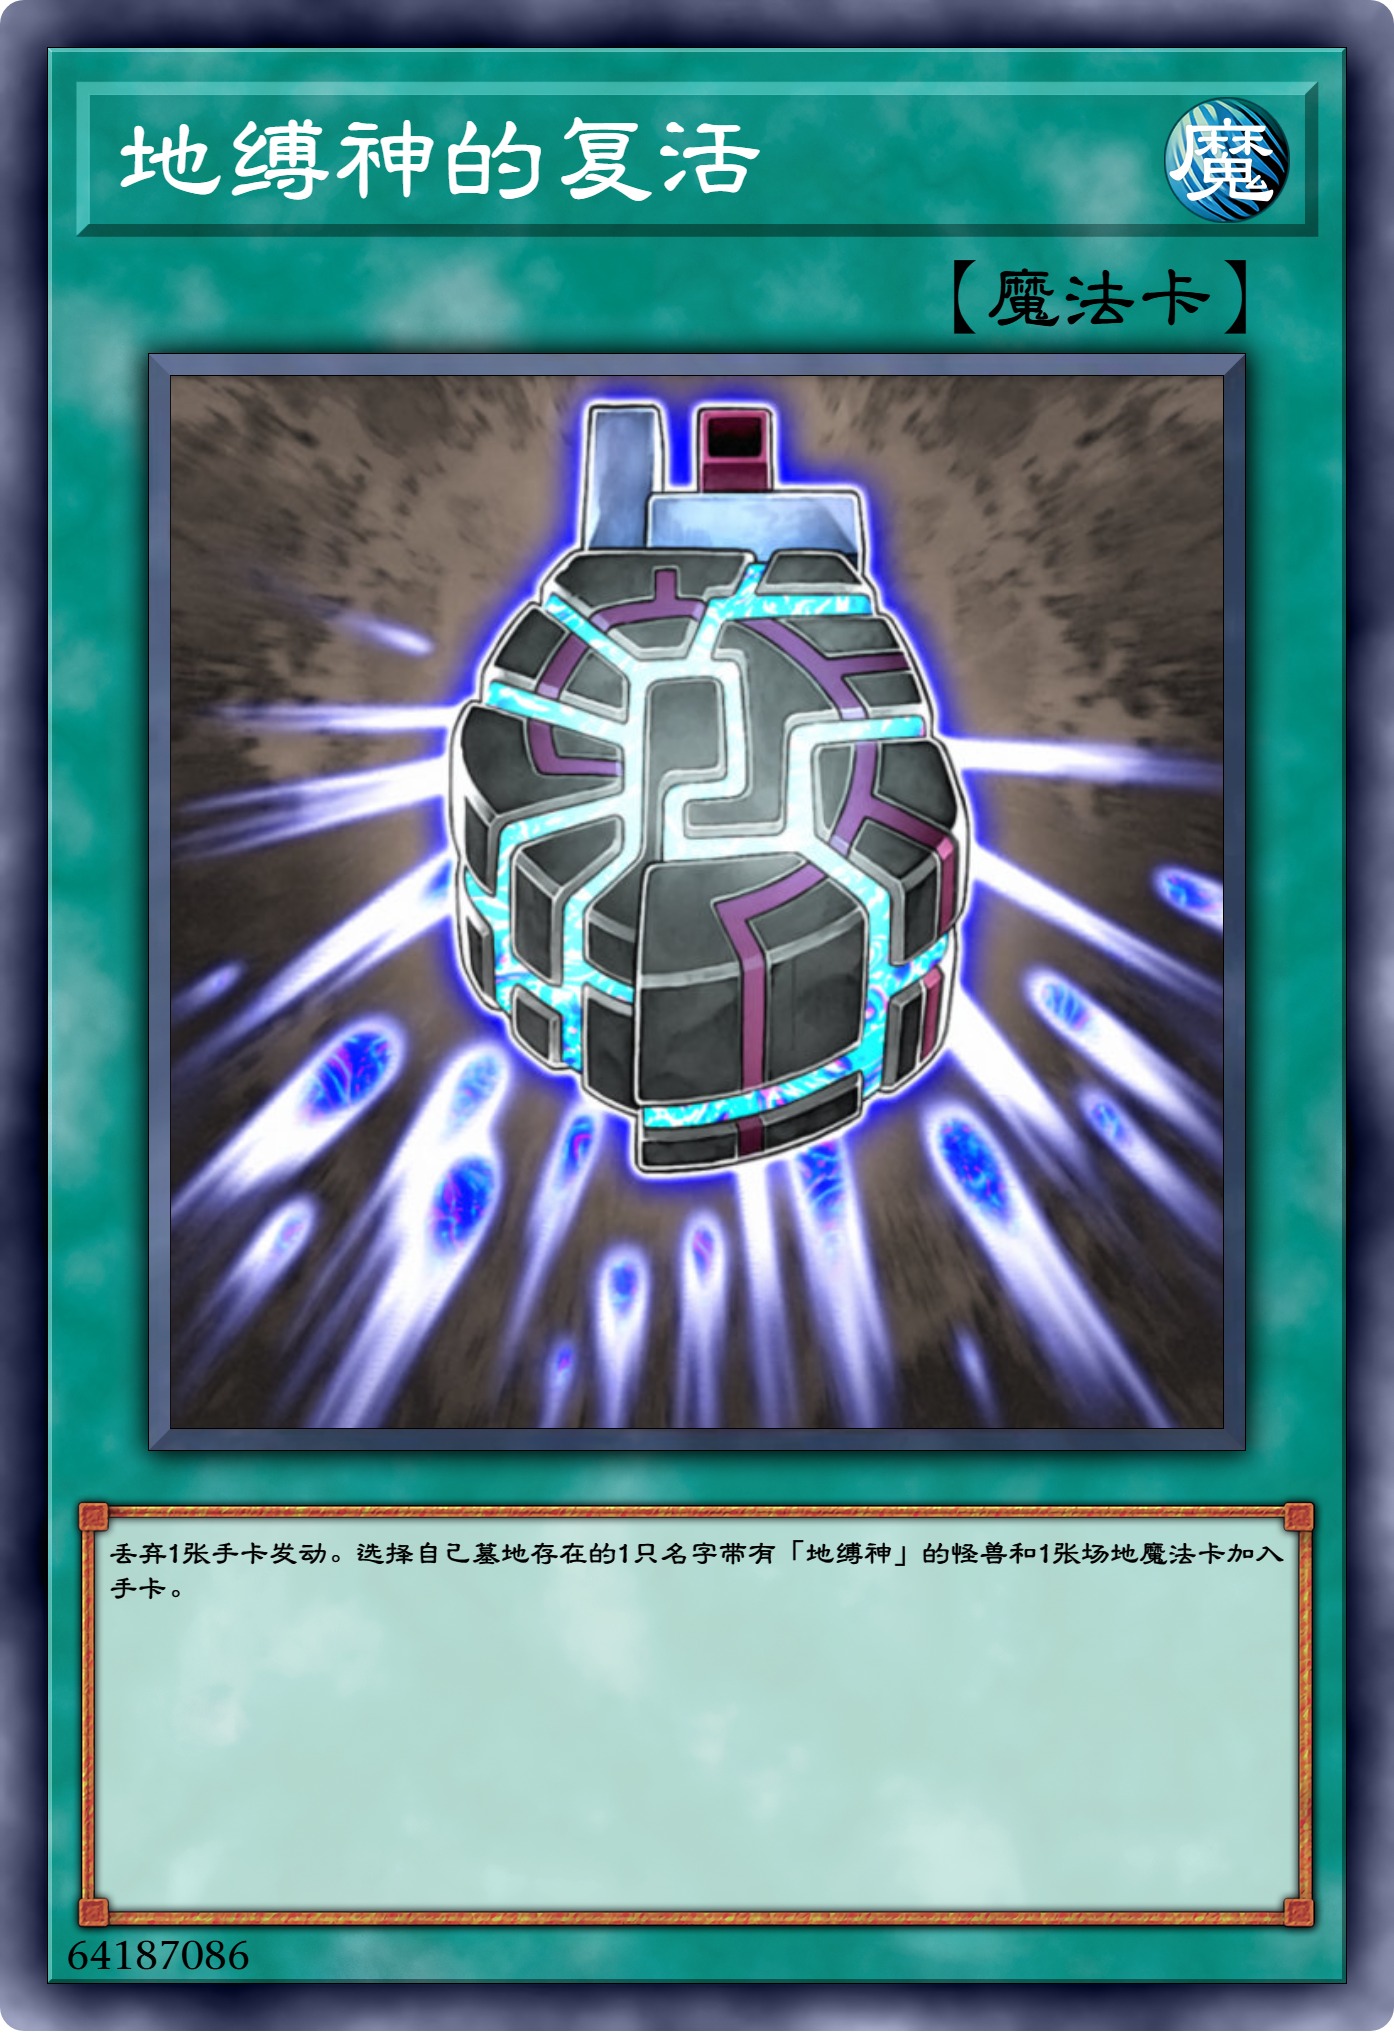 地缚神的复活
魔
【魔法卡】
丢弃1张手卡发动。选择自己墓地存在的1只名字带有「地缚神」的怪兽和1张场地魔法卡加入
手卡。
64187086